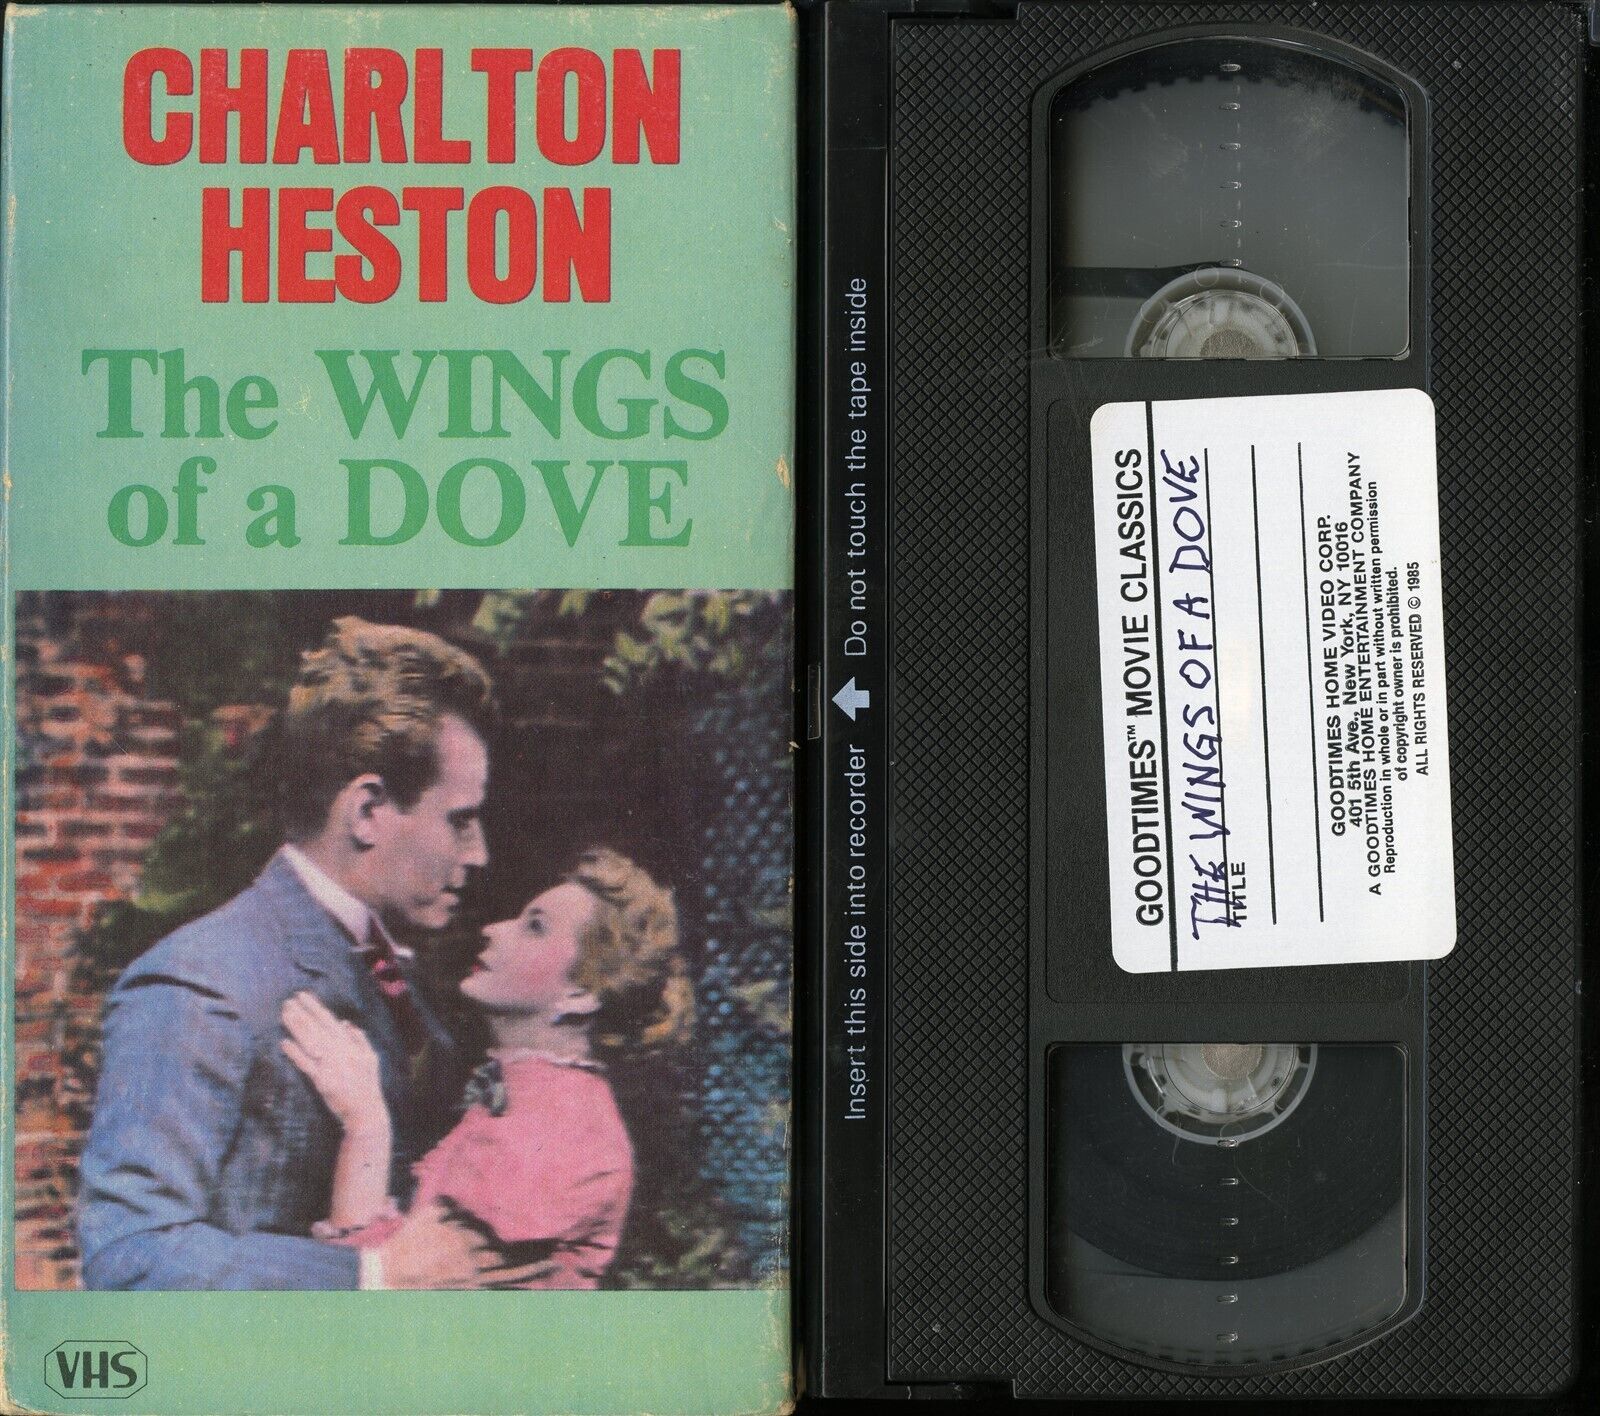 CHARLTON
HESTON
The WINGS
of a DOVE
VHS
Insert this side into recorder Do not touch the tape inside
GOODTIMES™ MOVIE CLASSICS
THE WINGS OF A DOVE
TITLE
GOODTIMES HOME VIDEO CORP.
401 5th Ave., New York, NY 10016
A GOODTIMES HOME ENTERTAINMENT COMPANY
Reproduction in whole or in part without written permission
of copyright owner is prohibited.
ALL RIGHTS RESERVED © 1985